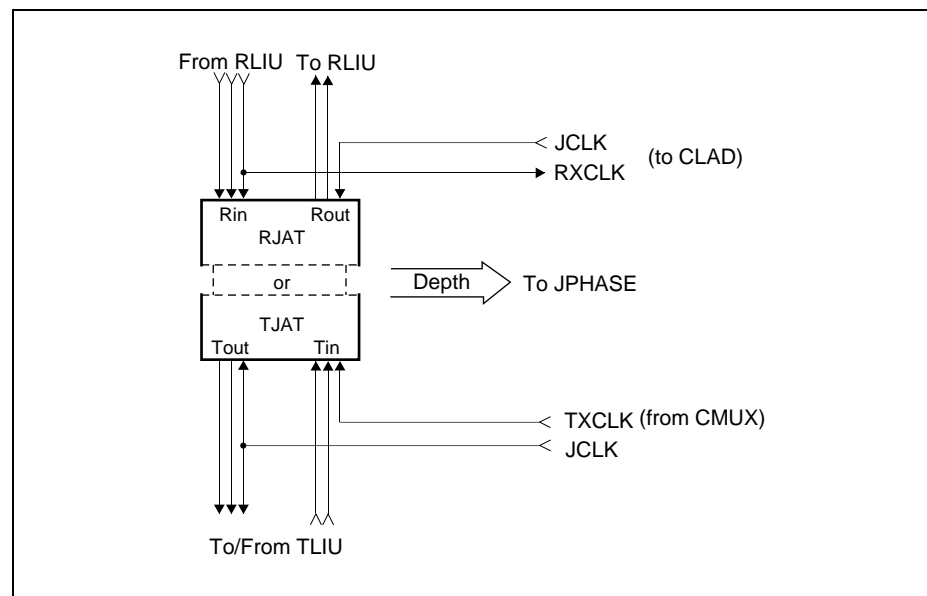 From RLIU To RLIU
JCLK
(to CLAD)
RXCLK
Rin Rout
RJAT
or
Depth
To JPHASE
TJAT
Tout Tin
TXCLK (from CMUX)
JCLK
To/From TLIU